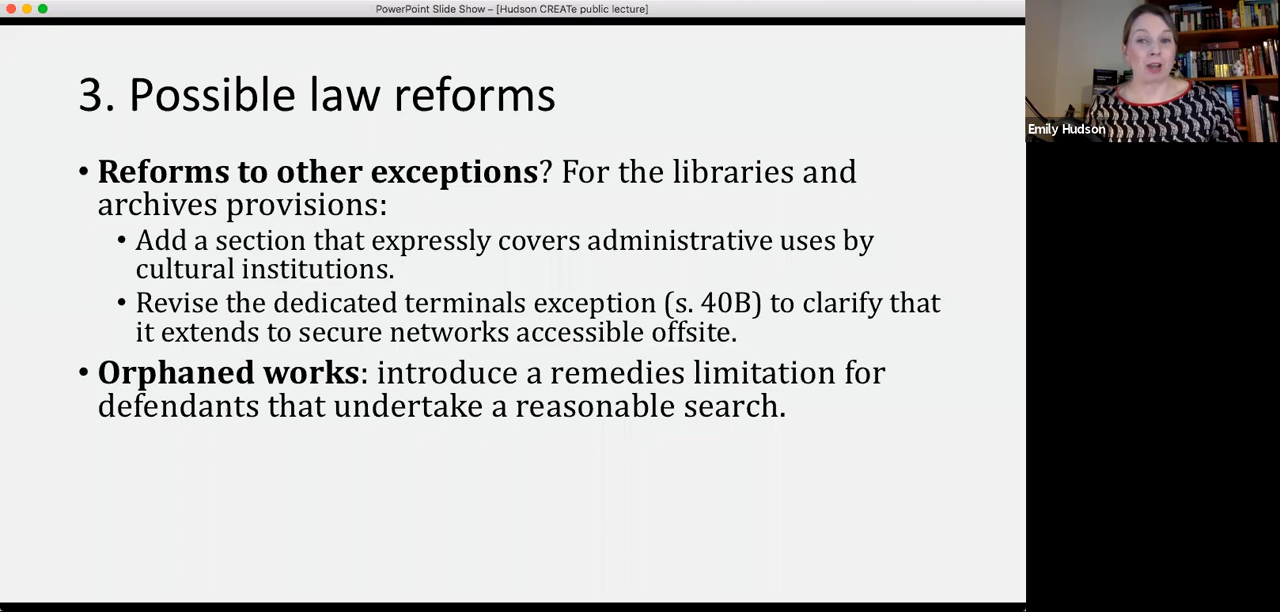 PowerPoint Slide Show – [Hudson CREATe public lecture]
3. Possible law reforms
• Reforms to other exceptions? For the libraries and
archives provisions:
• Add a section that expressly covers administrative uses by
cultural institutions.
• Revise the dedicated terminals exception (s. 40B) to clarify that
it extends to secure networks accessible offsite.
• Orphaned works: introduce a remedies limitation for
defendants that undertake a reasonable search.
Emily Hudson